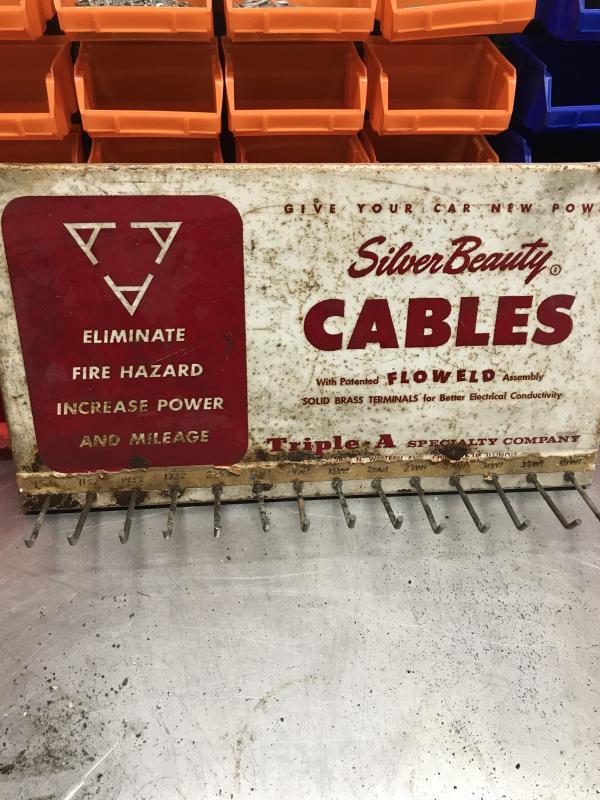 A A A
ELIMINATE
FIRE HAZARD
INCREASE POWER
AND MILEAGE
GIVE YOUR CAR NEW POW
Silver Beauty ®
CABLES
With Patented FLOWELD Assembly
SOLID BRASS TERMINALS for Better Electrical Conductivity
Triple-A SPECIALTY COMPANY